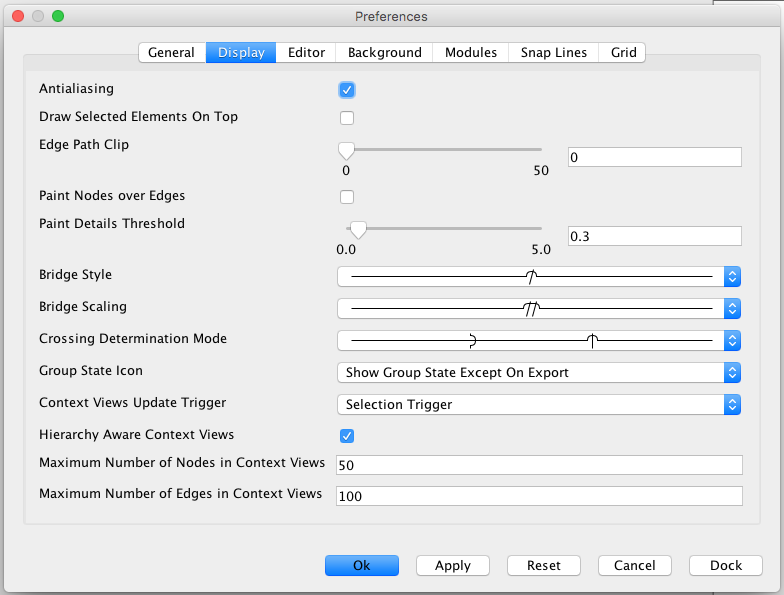 Preferences
General Display Editor Background Modules Snap Lines Grid
Antialiasing
Draw Selected Elements On Top
Edge Path Clip
0
0 50
Paint Nodes over Edges
Paint Details Threshold
0.3
0.0 5.0
Bridge Style
Bridge Scaling
Crossing Determination Mode
Group State Icon Show Group State Except On Export
Context Views Update Trigger Selection Trigger
Hierarchy Aware Context Views
Maximum Number of Nodes in Context Views 50
Maximum Number of Edges in Context Views 100
Ok Apply Reset Cancel Dock